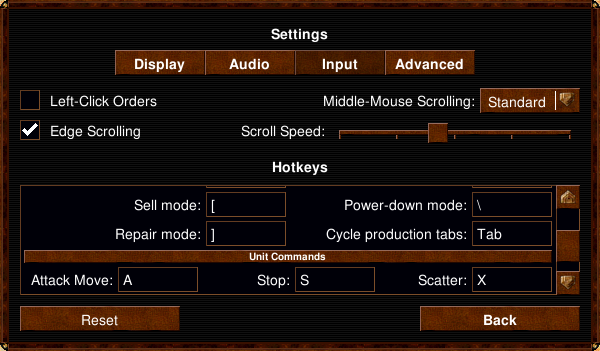 Settings
Display Audio Input Advanced
Left-Click Orders Middle-Mouse Scrolling: Standard
Edge Scrolling Scroll Speed:
Hotkeys
Sell mode: [ Power-down mode: \
Repair mode: ] Cycle production tabs: Tab
Unit Commands
Attack Move: A Stop: S Scatter: X
Reset Back